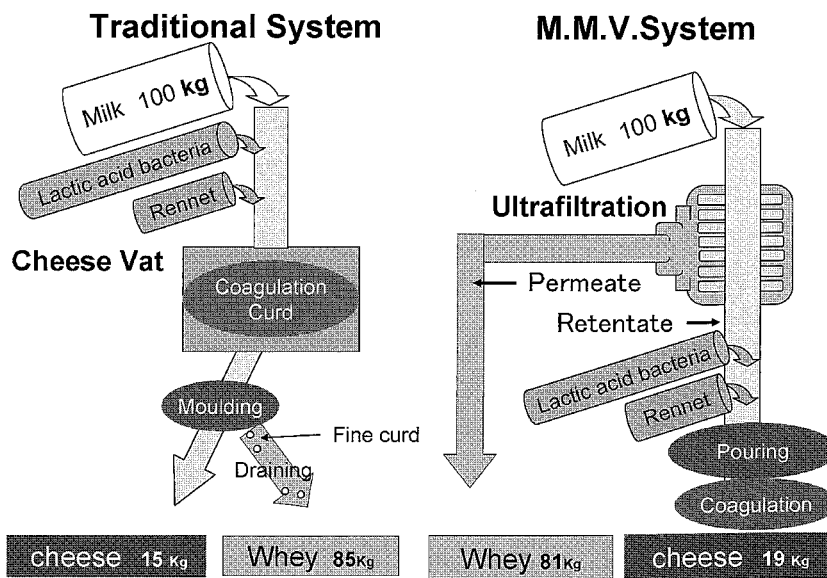 Traditional System
Milk 100 kg
Lactic acid bacteria
Rennet
Cheese Vat
Coagulation
Curd
Moulding
Fine curd
Draining
cheese 15 Kg
Whey 85Kg
M.M.V.System
Milk 100 kg
Ultrafiltration
Permeate
Retentate
Lactic acid bacteria
Rennet
Pouring
Coagulation
Whey 81Kg
cheese 19 Kg